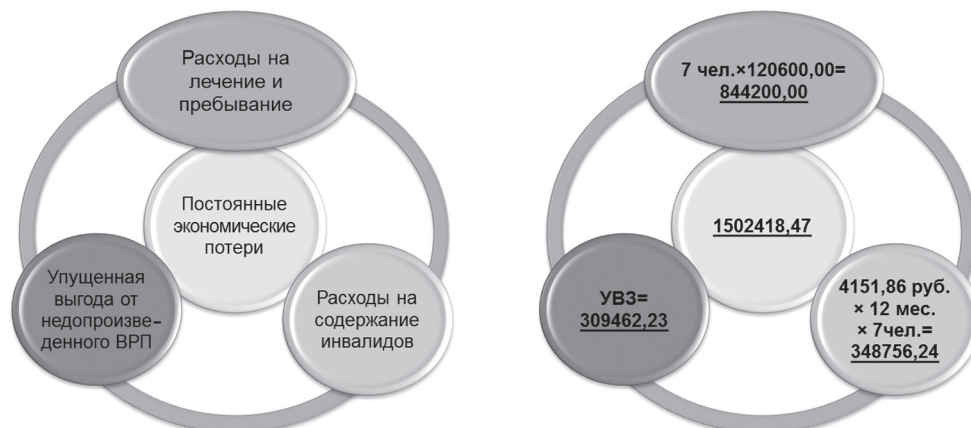 Расходы на
лечение и
пребывание
Постоянные
экономические
потери
Упущенная
выгода от
недопроизве-
денного ВРП
Расходы на
содержание
инвалидов
7 чел.×120600,00=
844200,00
1502418,47
УВЗ=
309462,23
4151,86 руб.
× 12 мес.
× 7чел.=
348756,24